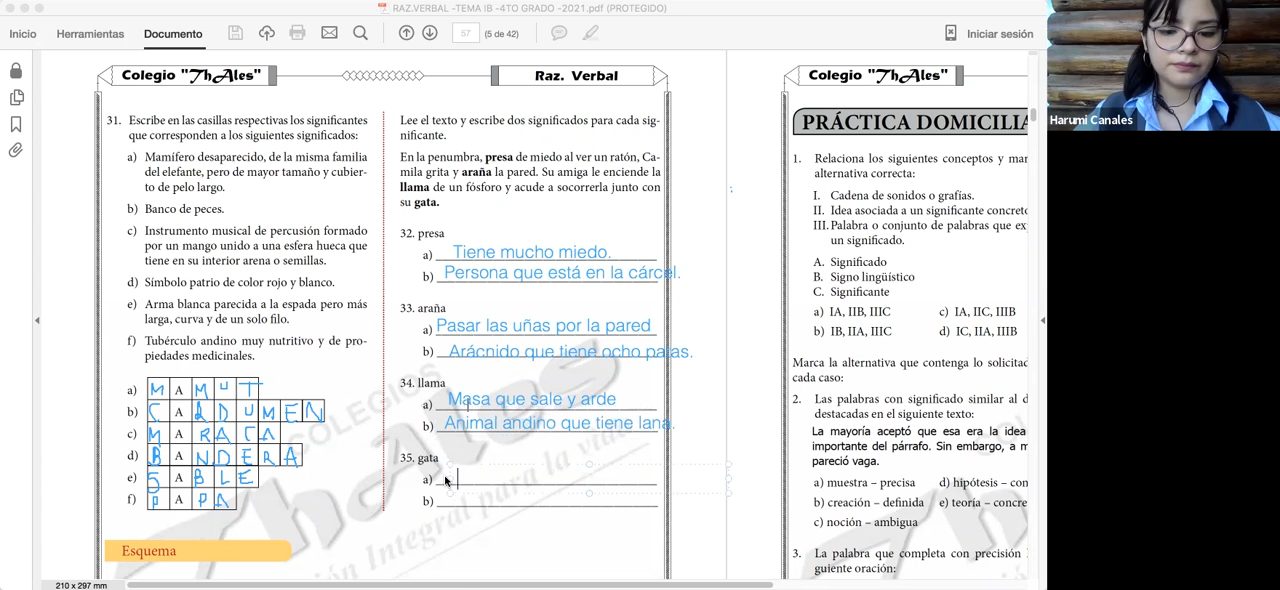 RAZ.VERBAL -TEMA IB -4TO GRADO -2021.pdf (PROTEGIDO)
Inicio Herramientas Documento 57 (5 de 42) Iniciar sesión
Harumi Canales
Colegio "ThAles" Raz. Verbal
31. Escribe en las casillas respectivas los significantes
que corresponden a los siguientes significados:
a) Mamífero desaparecido, de la misma familia
del elefante, pero de mayor tamaño y cubier-
to de pelo largo.
b) Banco de peces.
c) Instrumento musical de percusión formado
por un mango unido a una esfera hueca que
tiene en su interior arena o semillas.
d) Símbolo patrio de color rojo y blanco.
e) Arma blanca parecida a la espada pero más
larga, curva y de un solo filo.
f) Tubérculo andino muy nutritivo y de pro-
piedades medicinales.
a) M A M U T
b) C A R D U M E N
c) M A R A C A
d) B A N D E R A
e) S A B L E
f) P A P A
Esquema
Lee el texto y escribe dos significados para cada sig-
nificante.
En la penumbra, presa de miedo al ver un ratón, Ca-
mila grita y araña la pared. Su amiga le enciende la
llama de un fósforo y acude a socorrerla junto con
su gata.
32. presa
a) Tiene mucho miedo.
b) Persona que está en la cárcel.
33. araña
a) Pasar las uñas por la pared
b) Arácnido que tiene ocho patas.
34. llama
a) Masa que sale y arde
b) Animal andino que tiene lana.
35. gata
a)
b)
COLEGIOS
Thales
Integral para la vida
Colegio "ThAles"
PRÁCTICA DOMICILIA
1. Relaciona los siguientes conceptos y mar
alternativa correcta:
I. Cadena de sonidos o grafías.
II. Idea asociada a un significante concreto
III. Palabra o conjunto de palabras que ex
un significado.
A. Significado
B. Signo lingüístico
C. Significante
a) IA, IIB, IIIC c) IA, IIC, IIIB
b) IB, IIA, IIIC d) IC, IIA, IIIB
Marca la alternativa que contenga lo solicitad
cada caso:
2. Las palabras con significado similar al d
destacadas en el siguiente texto:
La mayoría aceptó que esa era la idea
importante del párrafo. Sin embargo, a m
pareció vaga.
a) muestra – precisa d) hipótesis – con
b) creación – definida e) teoría – concre
c) noción – ambigua
3. La palabra que completa con precisión l
guiente oración:
210 x 297 mm